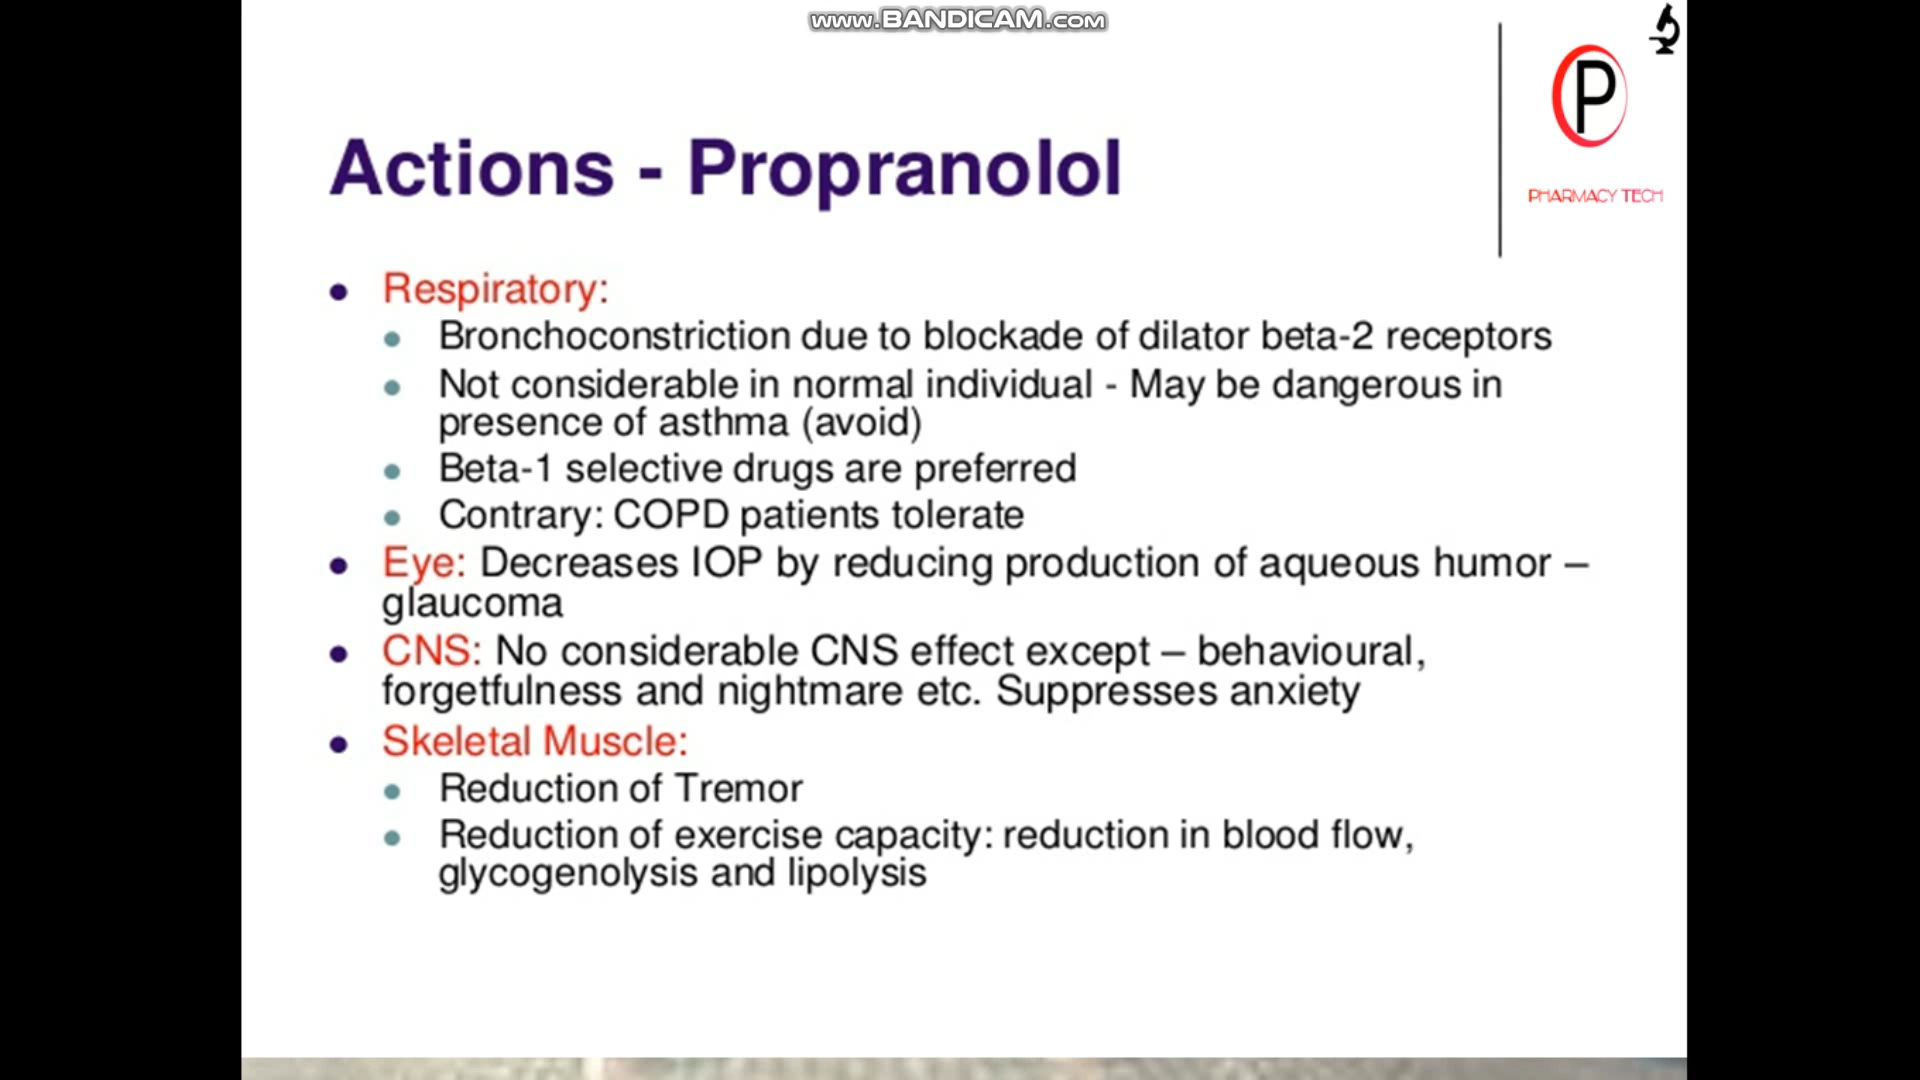 www.BANDICAM.com
P
PHARMACY TECH
Actions - Propranolol
Respiratory:
Bronchoconstriction due to blockade of dilator beta-2 receptors
Not considerable in normal individual - May be dangerous in
presence of asthma (avoid)
Beta-1 selective drugs are preferred
Contrary: COPD patients tolerate
Eye: Decreases IOP by reducing production of aqueous humor –
glaucoma
CNS: No considerable CNS effect except – behavioural,
forgetfulness and nightmare etc. Suppresses anxiety
Skeletal Muscle:
Reduction of Tremor
Reduction of exercise capacity: reduction in blood flow,
glycogenolysis and lipolysis